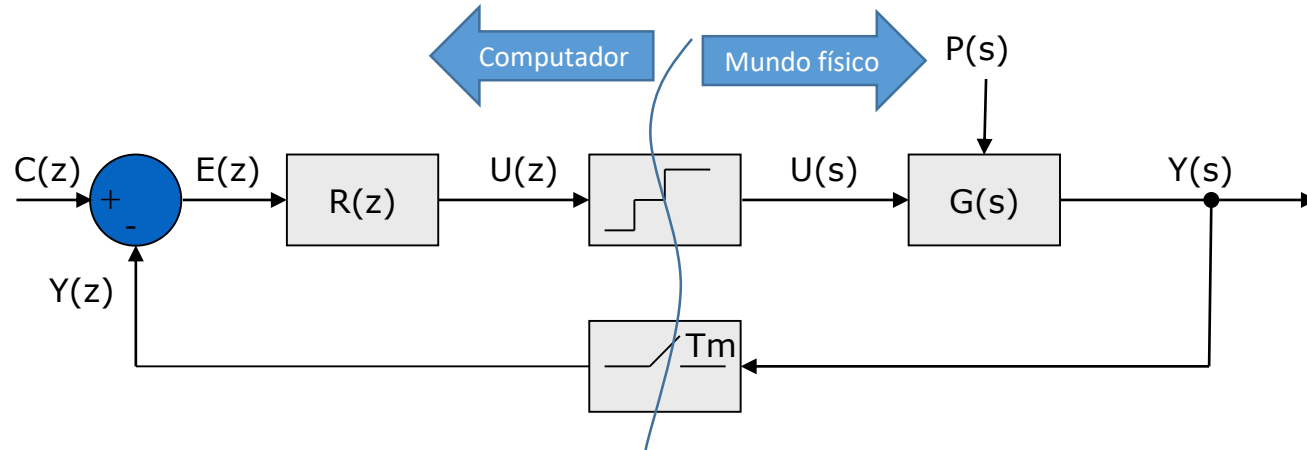 Computador
Mundo físico
P(s)
C(z)
+
-
E(z)
R(z)
U(z)
U(s)
G(s)
Y(s)
Y(z)
Tm